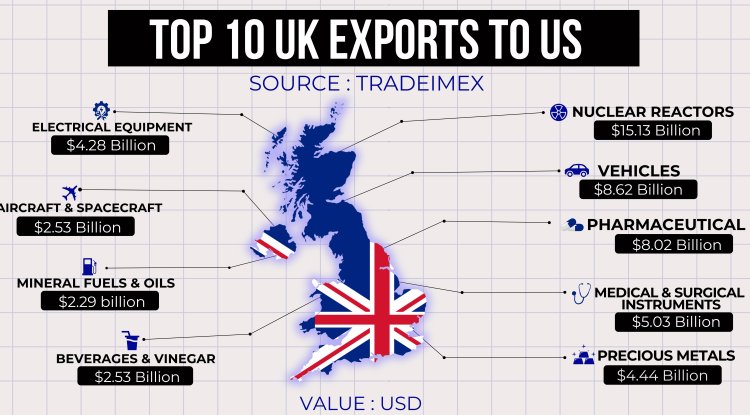 TOP 10 UK EXPORTS TO US
SOURCE : TRADEIMEX
ELECTRICAL EQUIPMENT
$4.28 Billion
AIRCRAFT & SPACECRAFT
$2.53 Billion
MINERAL FUELS & OILS
$2.29 billion
BEVERAGES & VINEGAR
$2.53 Billion
NUCLEAR REACTORS
$15.13 Billion
VEHICLES
$8.62 Billion
PHARMACEUTICAL
$8.02 Billion
MEDICAL & SURGICAL
INSTRUMENTS
$5.03 Billion
PRECIOUS METALS
$4.44 Billion
VALUE : USD